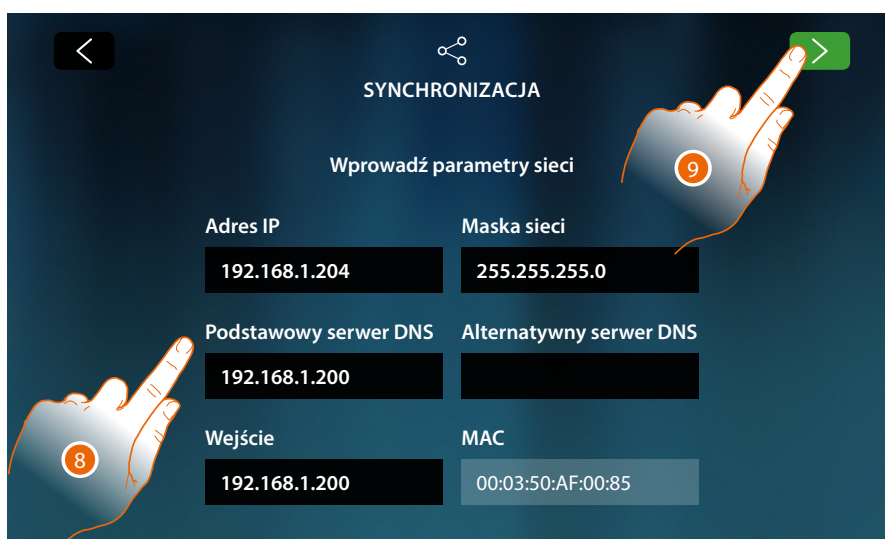 SYNCHRONIZACJA
Wprowadź parametry sieci
9
Adres IP
Maska sieci
192.168.1.204
255.255.255.0
Podstawowy serwer DNS
Alternatywny serwer DNS
192.168.1.200
Wejście
MAC
8
192.168.1.200
00:03:50:AF:00:85